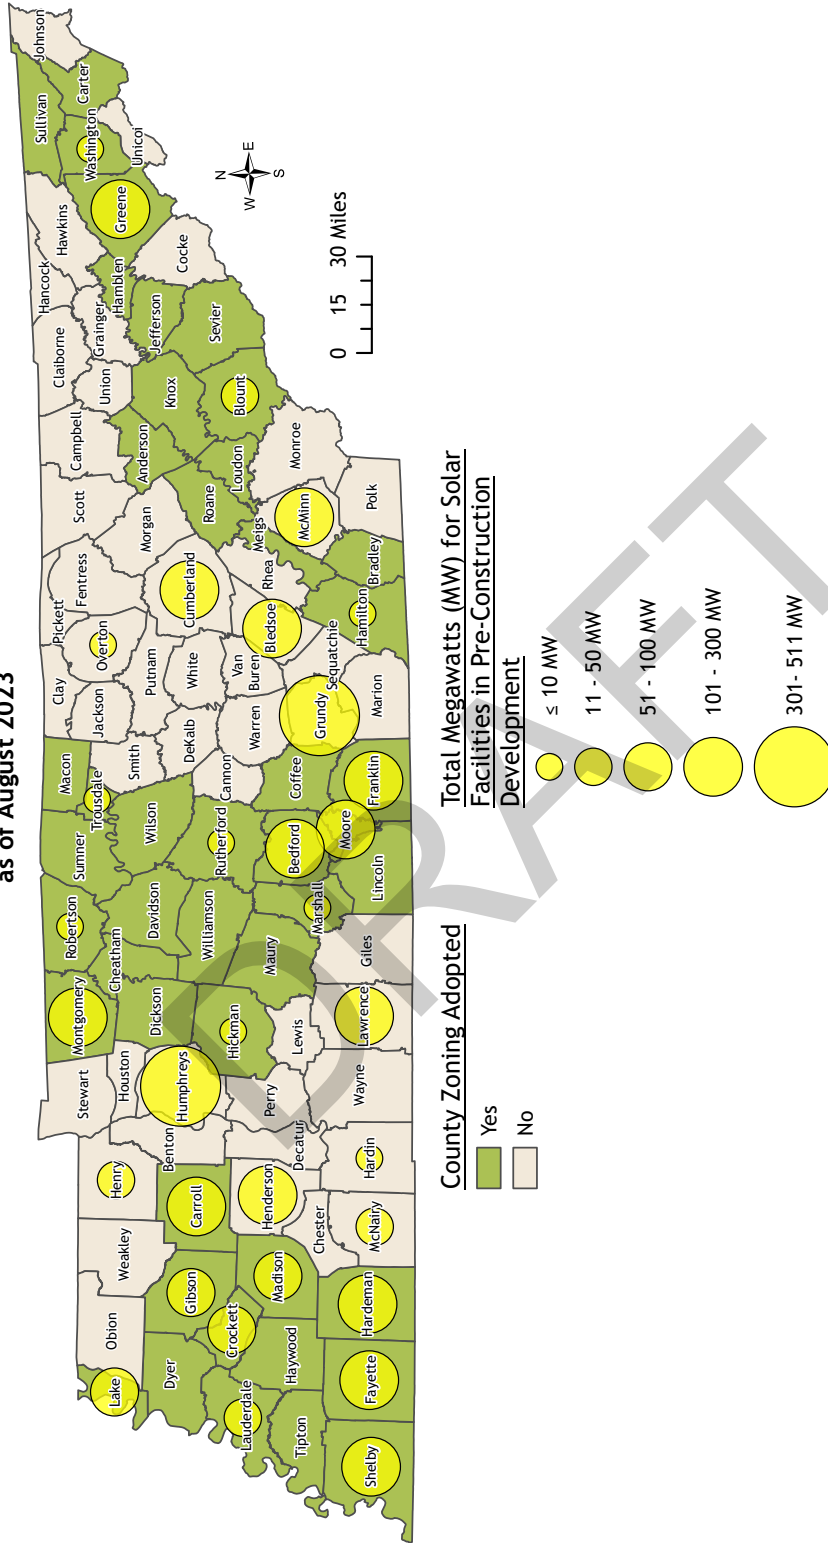 as of August 2023
Johnson
Sullivan
Carter
Washington
Unicoi
Greene
Hawkins
Hancock
Hamblen
Cocke
Claiborne
Grainger
Jefferson
Sevier
Union
Knox
Blount
Campbell
Anderson
Loudon
Monroe
Scott
Morgan
Roane
Meigs
McMinn
Polk
Pickett
Fentress
Cumberland
Rhea
Bradley
Overton
Bledsoe
Hamilton
Clay
Putnam
White
Van
Buren
Sequatchie
Jackson
Smith
DeKalb
Warren
Grundy
Marion
Macon
Trousdale
Cannon
Coffee
Franklin
Sumner
Wilson
Rutherford
Bedford
Moore
Lincoln
Robertson
Davidson
Williamson
Marshall
Cheatham
Maury
Giles
Montgomery
Dickson
Hickman
Lewis
Lawrence
Stewart
Houston
Humphreys
Perry
Wayne
Henry
Benton
Decatur
Hardin
Carroll
Henderson
Chester
McNairy
Weakley
Gibson
Madison
Hardeman
Obion
Crockett
Haywood
Lake
Dyer
Lauderdale
Fayette
Tipton
Shelby
N
W
E
S
0 15 30 Miles
County Zoning Adopted
Yes
No
Total Megawatts (MW) for Solar
Facilities in Pre-Construction
Development
≤ 10 MW
11 - 50 MW
51 - 100 MW
101 - 300 MW
301- 511 MW
DRAFT